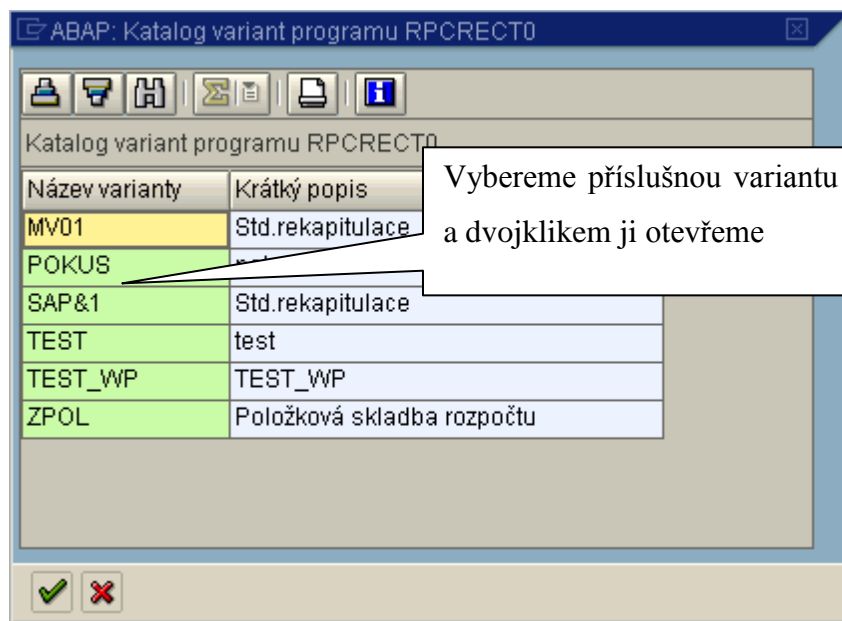 ABAP: Katalog variant programu RPCRECT0
Katalog variant programu RPCRECT0
Název varianty Krátký popis
MV01 Std.rekapitulace
POKUS
SAP&1 Std.rekapitulace
TEST test
TEST_WP TEST_WP
ZPOL Položková skladba rozpočtu
Vybereme příslušnou variantu
a dvojklikem ji otevřeme